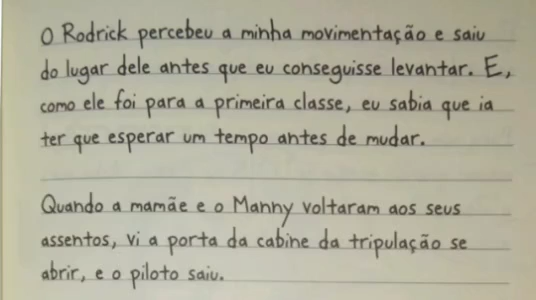 O Rodrick percebeu a minha movimentação e saiu
do lugar dele antes que eu conseguisse levantar. E,
como ele foi para a primeira classe, eu sabia que ia
ter que esperar um tempo antes de mudar.
Quando a mamãe e o Manny voltaram aos seus
assentos, vi a porta da cabine da tripulação se
abrir, e o piloto saiu.